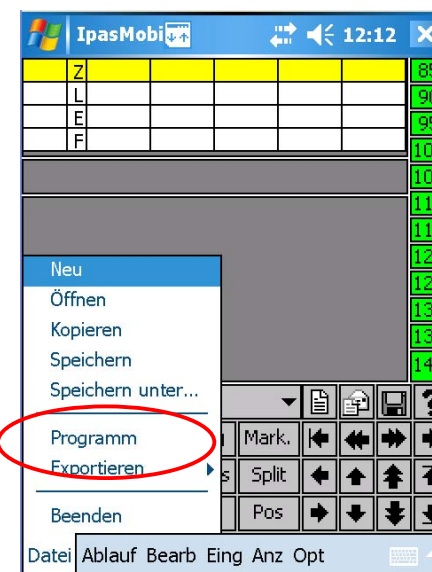 IpasMobi 12:12
Z
L
E
F
Neu
Öffnen
Kopieren
Speichern
Speichern unter...
Programm
Exportieren
Beenden
Mark.
s Split
Pos
Datei Ablauf Bearb Eing Anz Opt